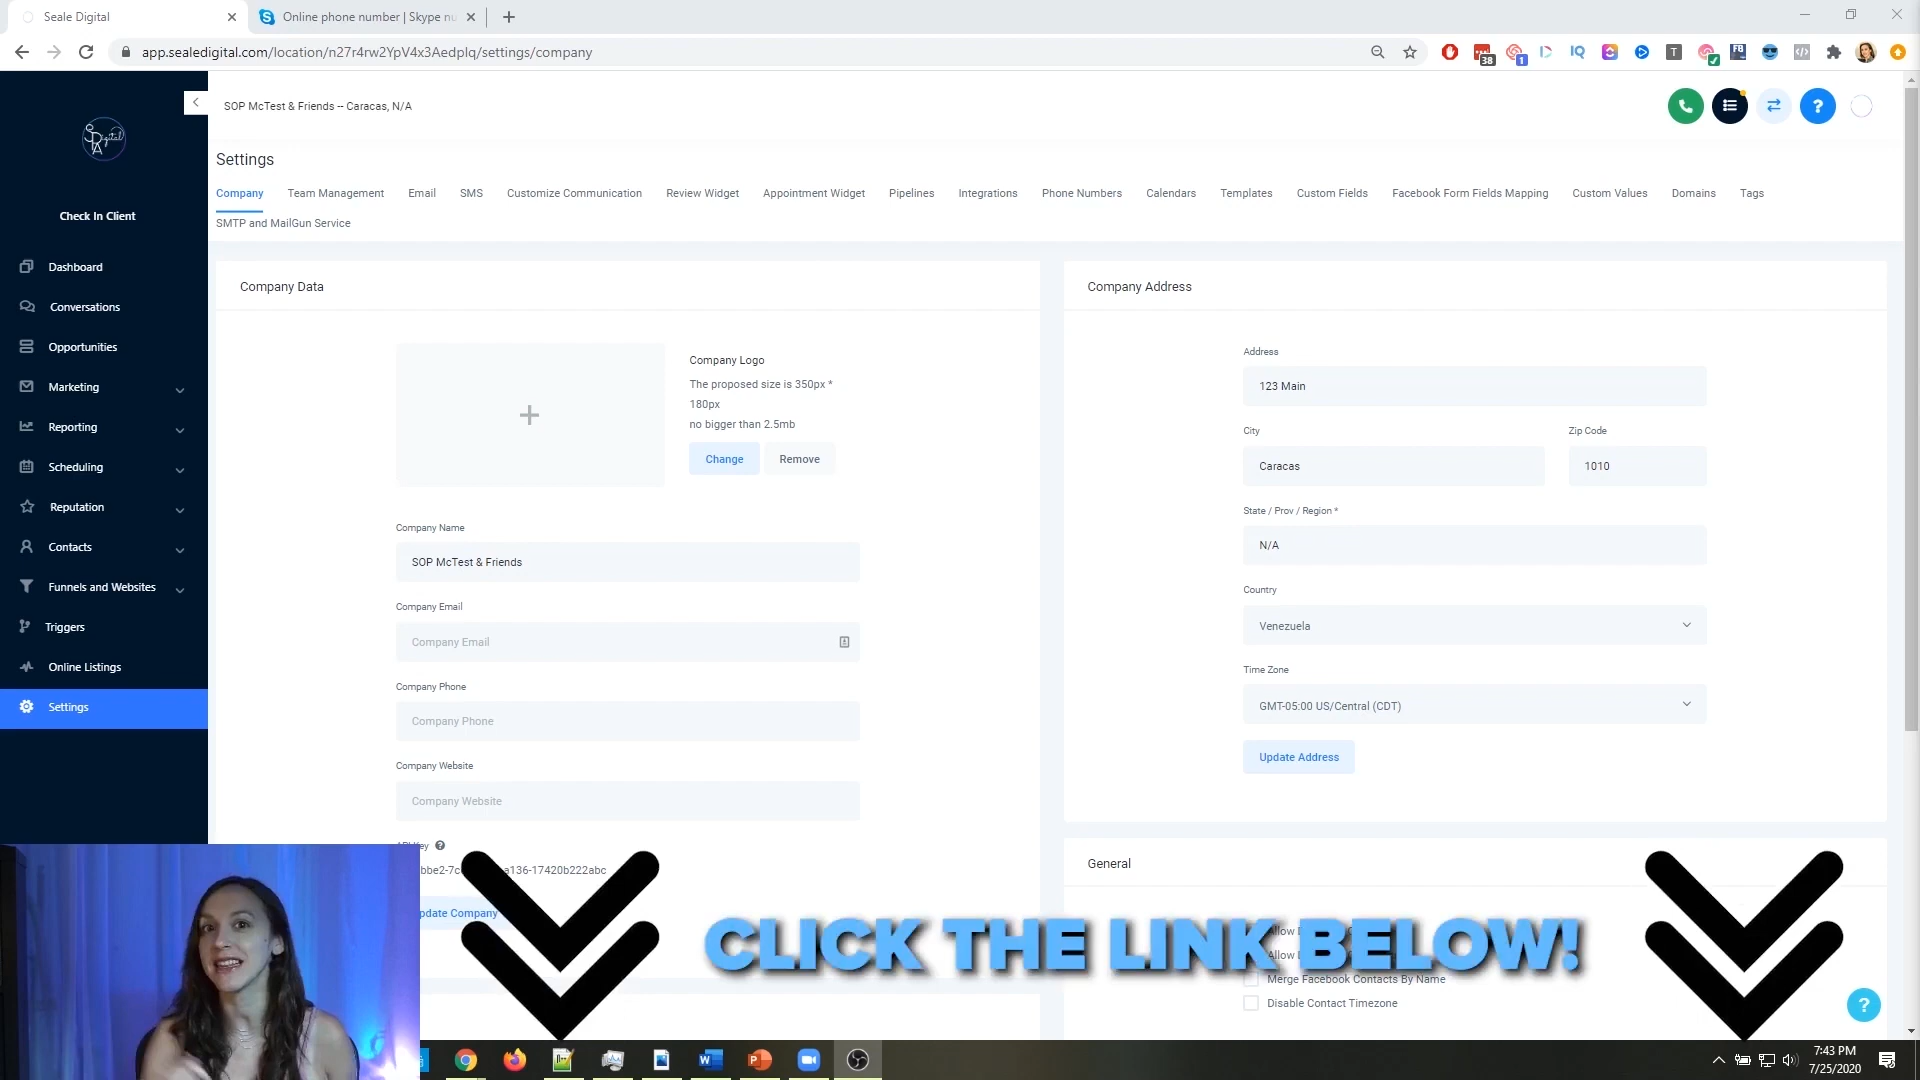 Seale Digital
Online phone number | Skype nu
app.sealedigital.com/location/n27r4rw2YpV4x3Aedplq/settings/company
38
1
T
FB
IQ
SOP McTest & Friends -- Caracas, N/A
Settings
Company Team Management Email SMS Customize Communication Review Widget Appointment Widget Pipelines Integrations Phone Numbers Calendars Templates Custom Fields Facebook Form Fields Mapping Custom Values Domains Tags
SMTP and MailGun Service
Check In Client
Dashboard
Conversations
Opportunities
Marketing
Reporting
Scheduling
Reputation
Contacts
Funnels and Websites
Triggers
Online Listings
Settings
Company Data
Company Logo
The proposed size is 350px *
180px
no bigger than 2.5mb
Change Remove
Company Name
SOP McTest & Friends
Company Email
Company Email
Company Phone
Company Phone
Company Website
Company Website
bbe2-7c
a136-17420b222abc
pdate Company
Company Address
Address
123 Main
City Zip Code
Caracas 1010
State / Prov / Region *
N/A
Country
Venezuela
Time Zone
GMT-05:00 US/Central (CDT)
Update Address
General
CLICK THE LINK BELOW!
Merge Facebook Contacts By Name
Disable Contact Timezone
7:43 PM
7/25/2020